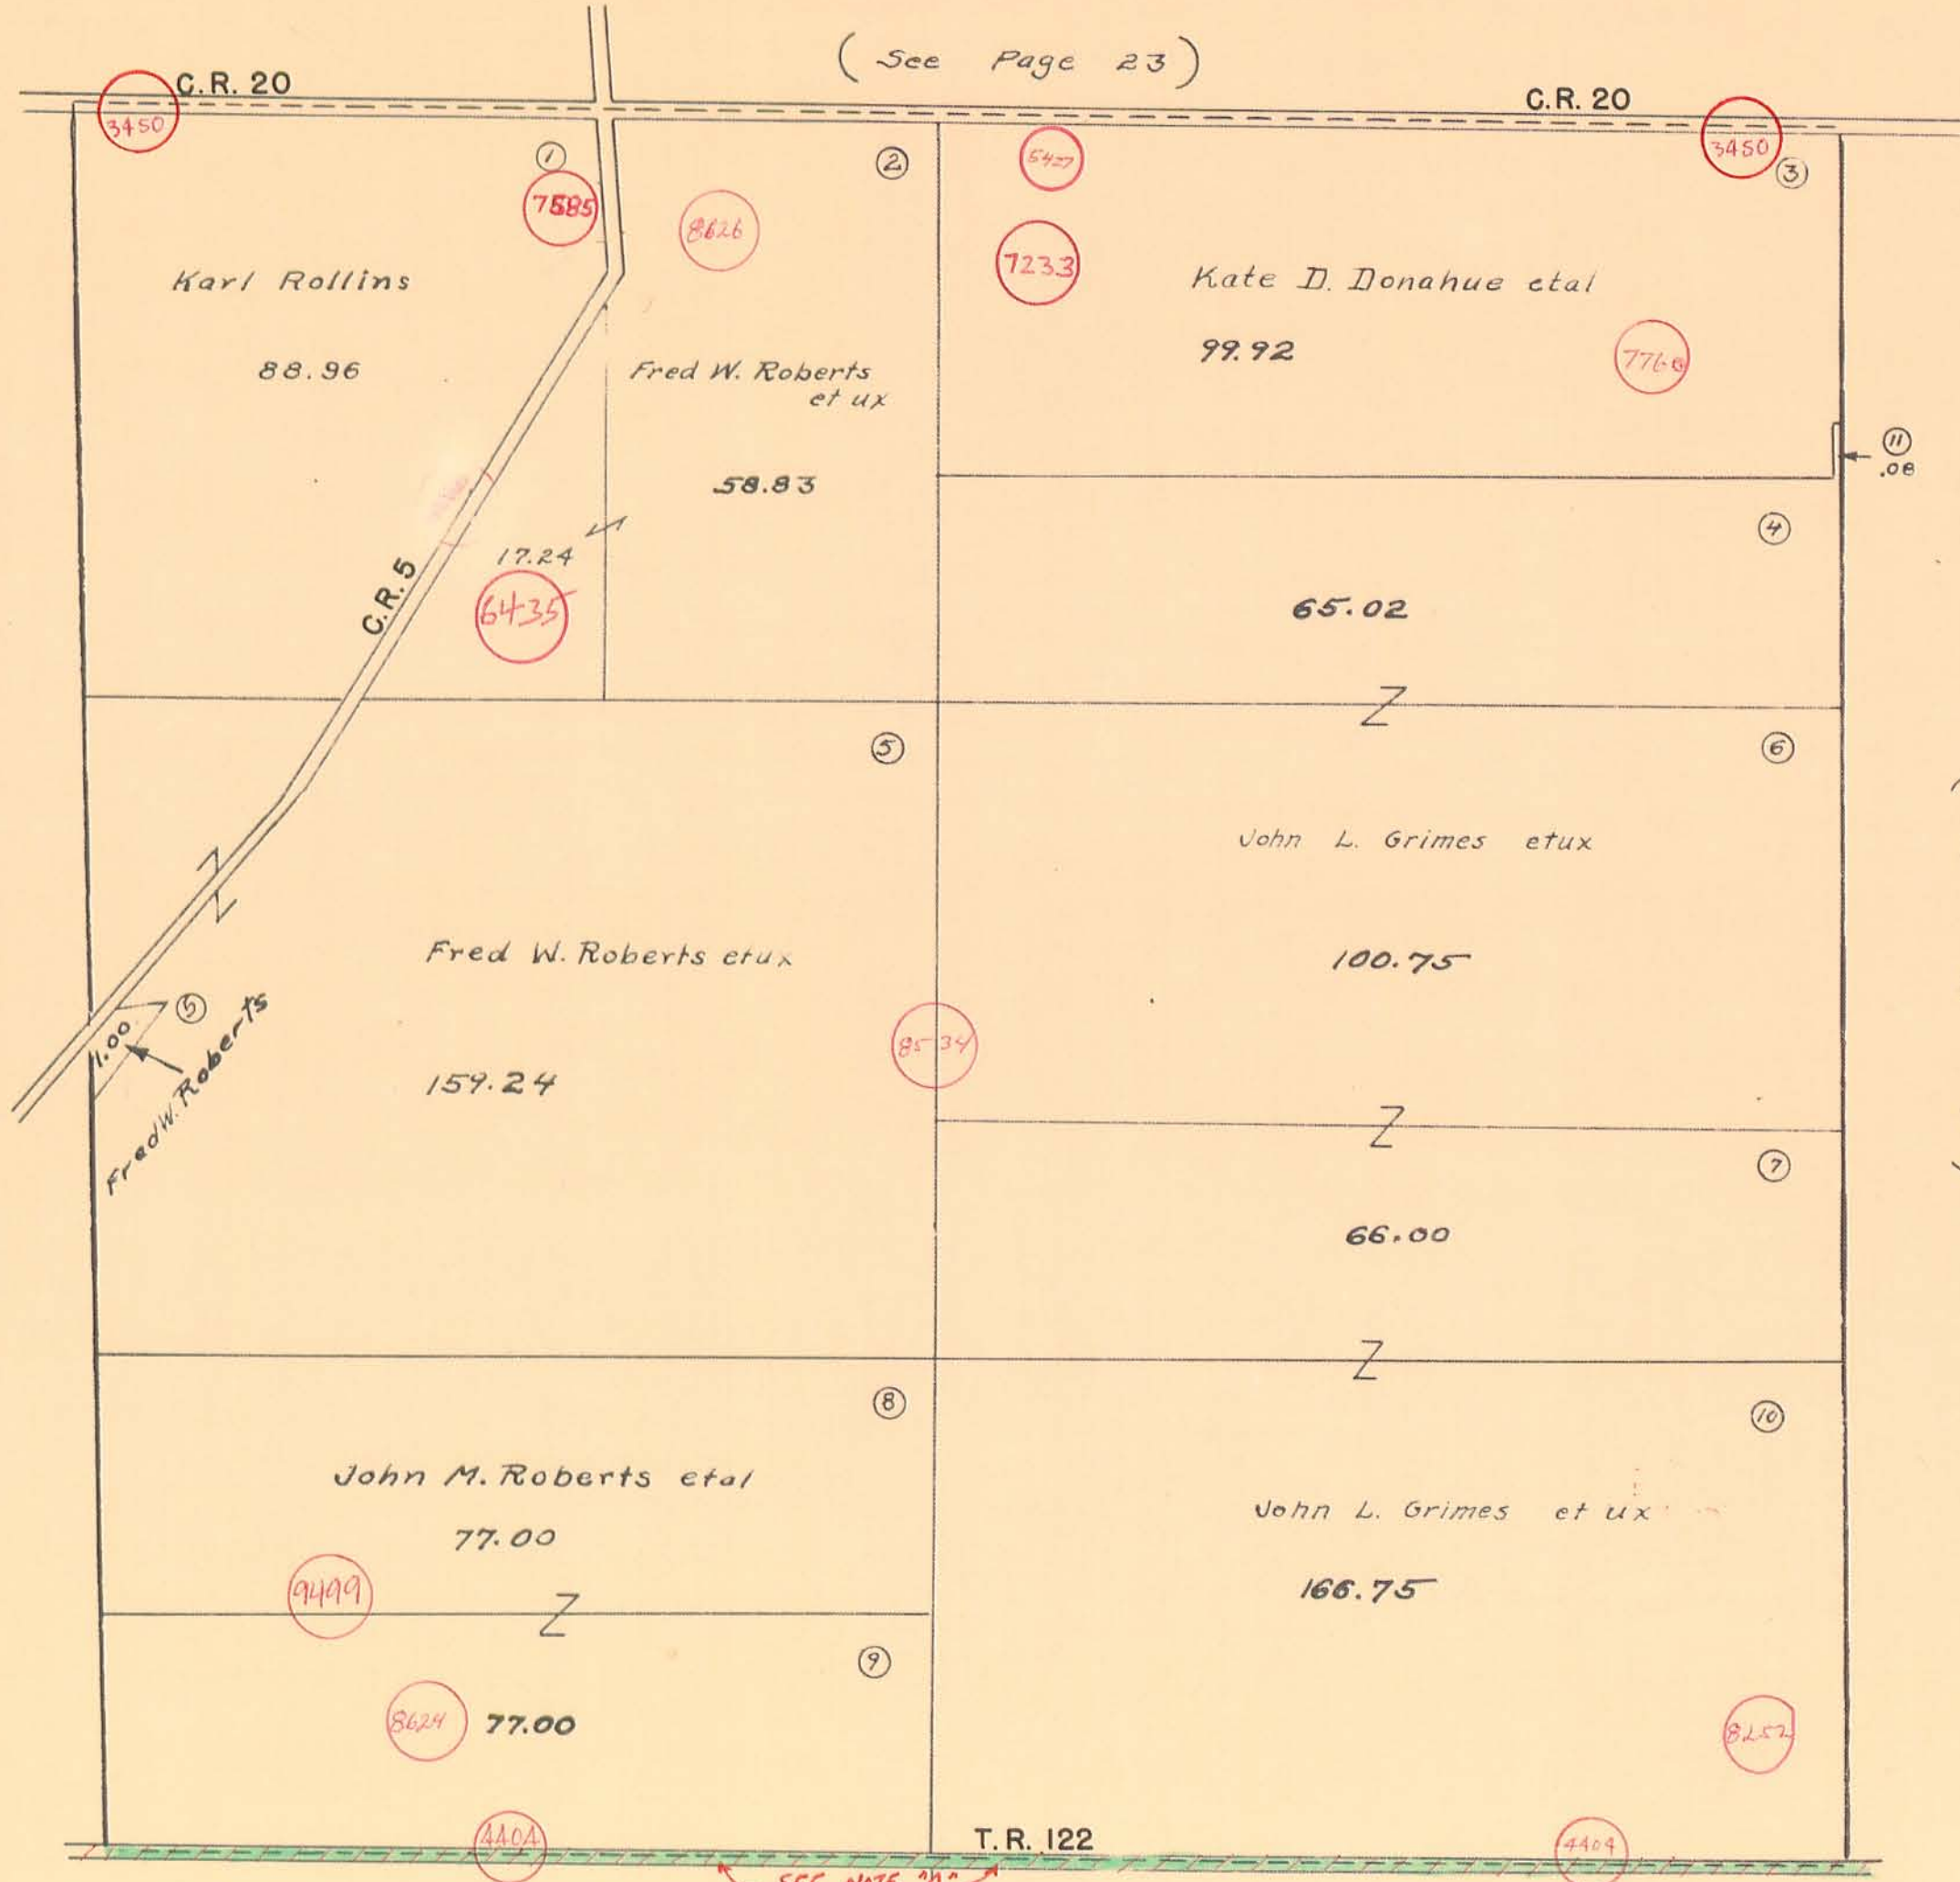 ( See Page 23 )
C.R. 20
C.R. 20
3450
3450
1
2
5427
3
8626
7233
Karl Rollins
Kate D. Donahue etal
88.96
99.92
Fred W. Roberts
et ux
11
.08
58.83
4
17.24
C.R. 5
6435
65.02
5
6
John L. Grimes etux
Fred W. Roberts etux
100.75
5
1.00
Fred W. Roberts
8534
159.24
7
66.00
8
10
John M. Roberts etal
John L. Grimes et ux
77.00
166.75
9499
9
8624
77.00
8252
4404
T.R. 122
4404
SEE NOTE "A"